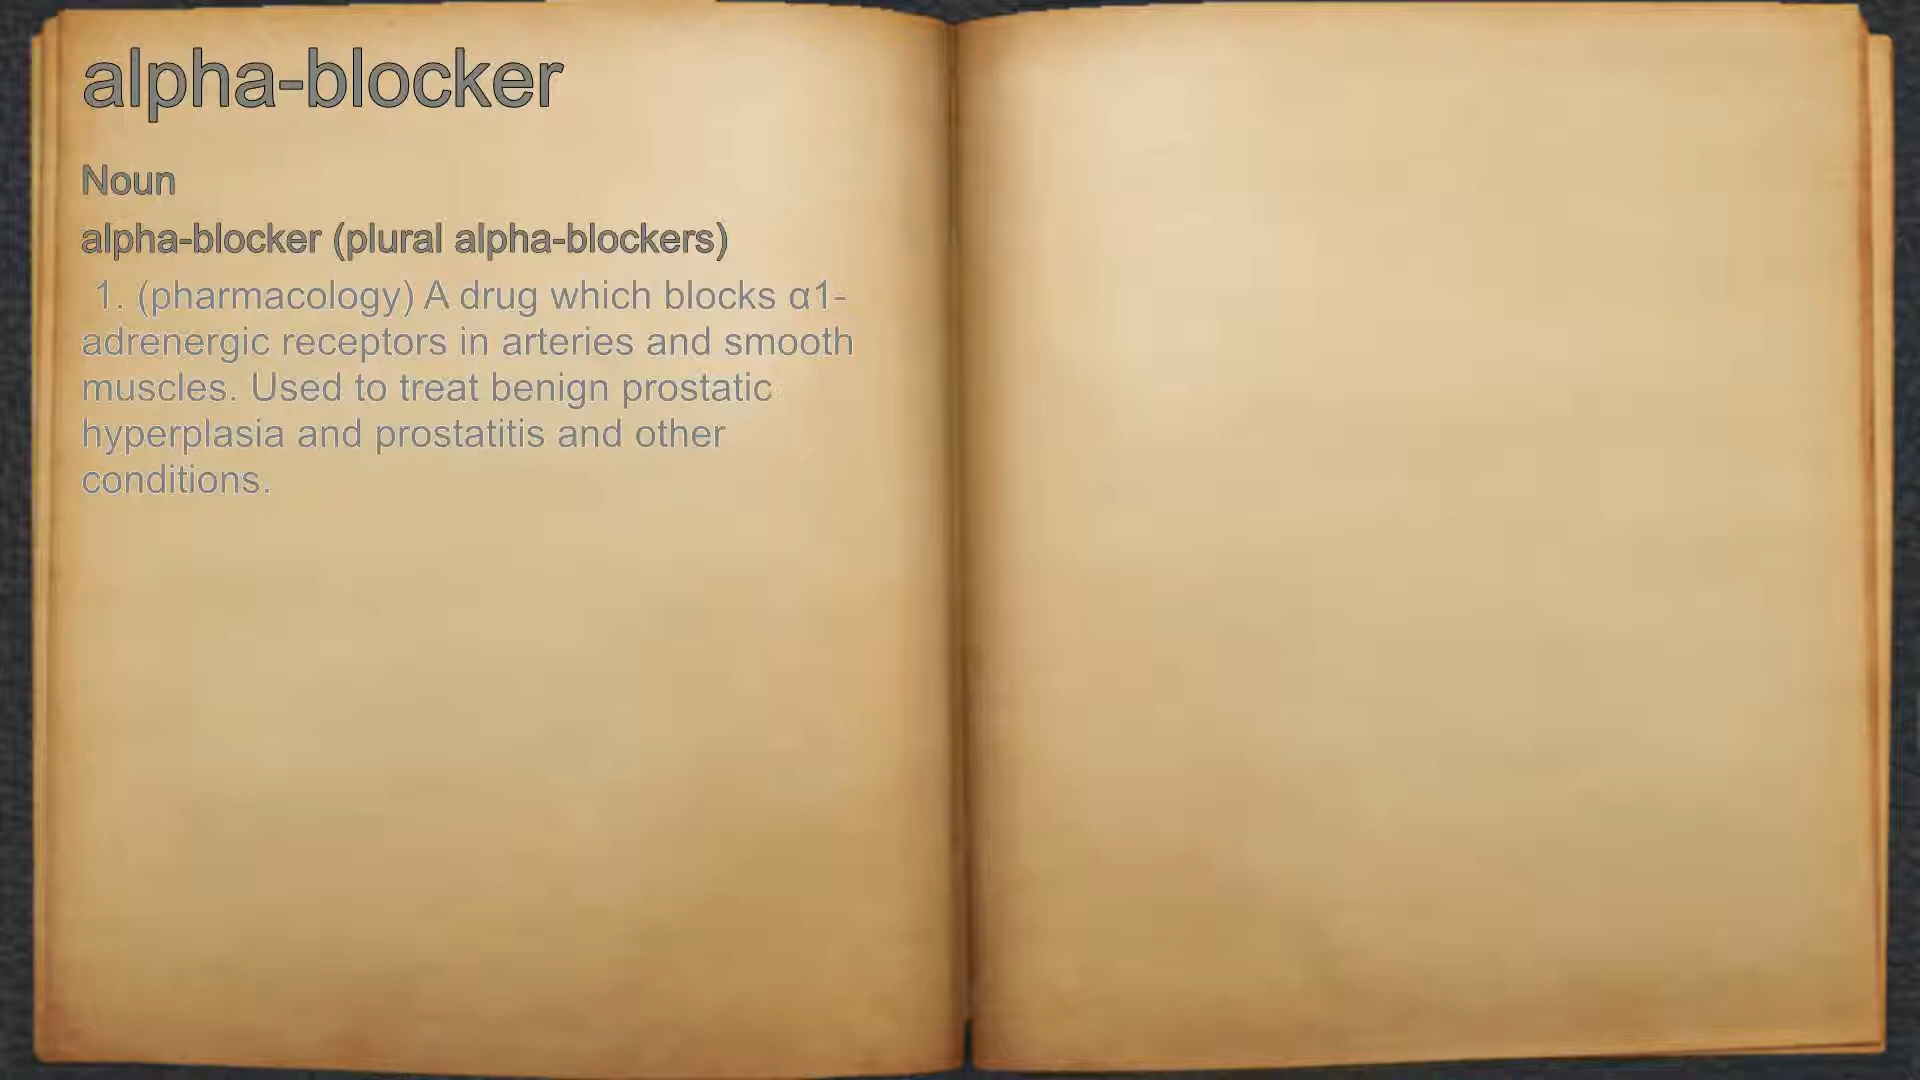 alpha-blocker
Noun
alpha-blocker (plural alpha-blockers)
1. (pharmacology) A drug which blocks α1-
adrenergic receptors in arteries and smooth
muscles. Used to treat benign prostatic
hyperplasia and prostatitis and other
conditions.